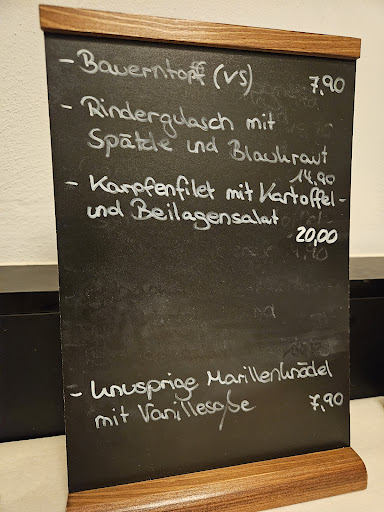 - Bauerntopf (VS) 7,90
- Rindergulasch mit
Spätzle und Blaukraut
14,90
- Karpfenfilet mit Kartoffel-
und Beilagensalat
20,00
- knusprige Marillenknödel
mit Vanillesoße 7,90